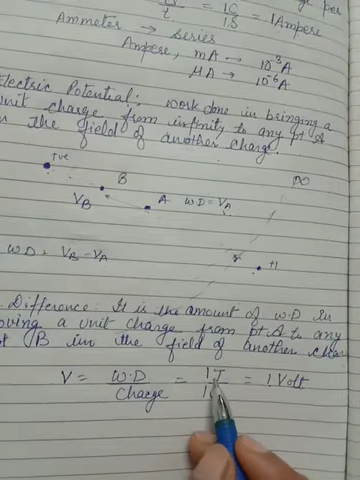 t = 1C / 1S = 1 Ampere
Ammeter → series
Ampere, mA → 10⁻³A
μA → 10⁻⁶A
Electric Potential: work done in bringing a
unit charge from infinity to any pt A
in the field of another charge.
+ve
B
VB
A WD = VA
∞
WD = VB - VA
+1
Difference: It is the amount of W.D in
moving a unit charge from pt A to any
pt B in the field of another charge
V = W.D / Charge = 1J / 1C = 1 Volt